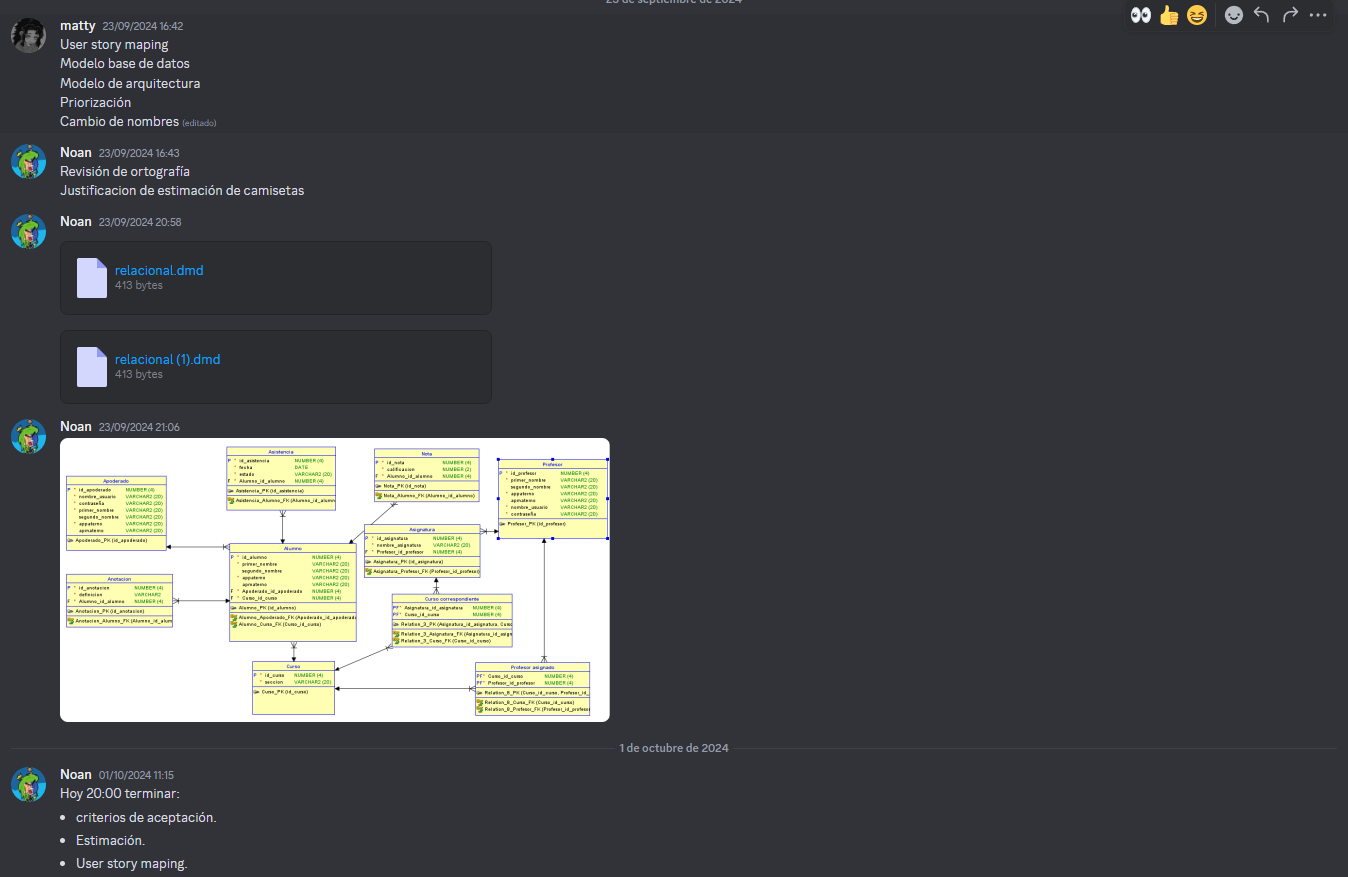 23 de septiembre de 2024
matty 23/09/2024 16:42
User story maping
Modelo base de datos
Modelo de arquitectura
Priorización
Cambio de nombres (editado)
Noan 23/09/2024 16:43
Revisión de ortografía
Justificacion de estimación de camisetas
Noan 23/09/2024 20:58
relacional.dmd
413 bytes
relacional (1).dmd
413 bytes
Noan 23/09/2024 21:06
Apoderado
P * id_apoderado NUMBER (4)
* nombre_usuario VARCHAR2 (20)
* contraseña VARCHAR2 (20)
* primer_nombre VARCHAR2 (20)
segundo_nombre VARCHAR2 (20)
* appaterno VARCHAR2 (20)
apmaterno VARCHAR2 (20)
Apoderado_PK (id_apoderado)
Asistencia
P * id_asistencia NUMBER (4)
* fecha DATE
* estado VARCHAR2 (20)
F * Alumno_id_alumno NUMBER (4)
Asistencia_PK (id_asistencia)
Asistencia_Alumno_FK (Alumno_id_alumn
Nota
P * id_nota NUMBER (4)
* calificacion NUMBER (2)
F * Alumno_id_alumno NUMBER (4)
Nota_PK (id_nota)
Nota_Alumno_FK (Alumno_id_alumno)
Profesor
P * id_profesor NUMBER (4)
* primer_nombre VARCHAR2 (20)
segundo_nombre VARCHAR2 (20)
* appaterno VARCHAR2 (20)
apmaterno VARCHAR2 (20)
* nombre_usuario VARCHAR2 (20)
* contraseña VARCHAR2 (20)
Profesor_PK (id_profesor)
Asignatura
P * id_asignatura NUMBER (4)
* nombre_asignatura VARCHAR2 (20)
F * Profesor_id_profesor NUMBER (4)
Asignatura_PK (id_asignatura)
Asignatura_Profesor_FK (Profesor_id_profesor)
Alumno
P * id_alumno NUMBER (4)
* primer_nombre VARCHAR2 (20)
segundo_nombre VARCHAR2 (20)
* appaterno VARCHAR2 (20)
apmaterno VARCHAR2 (20)
F * Apoderado_id_apoderado NUMBER (4)
F * Curso_id_curso NUMBER (4)
Alumno_PK (id_alumno)
Alumno_Apoderado_FK (Apoderado_id_apoderado
Alumno_Curso_FK (Curso_id_curso)
Anotacion
P * id_anotacion NUMBER (4)
* definicion VARCHAR2
F * Alumno_id_alumno NUMBER (4)
Anotacion_PK (id_anotacion)
Anotacion_Alumno_FK (Alumno_id_alum
Curso correspondiente
PF* Asignatura_id_asignatura NUMBER (4)
PF* Curso_id_curso NUMBER (4)
Relation_3_PK (Asignatura_id_asignatura, Curso
Relation_3_Asignatura_FK (Asignatura_id_asign
Relation_3_Curso_FK (Curso_id_curso)
Curso
P * id_curso NUMBER (4)
* seccion VARCHAR2 (20)
Curso_PK (id_curso)
Profesor asignado
PF* Curso_id_curso NUMBER (4)
PF* Profesor_id_profesor NUMBER (4)
Relation_8_PK (Curso_id_curso, Profesor_id_
Relation_8_Curso_FK (Curso_id_curso)
Relation_8_Profesor_FK (Profesor_id_profesor
1 de octubre de 2024
Noan 01/10/2024 11:15
Hoy 20:00 terminar:
• criterios de aceptación.
• Estimación.
• User story maping.